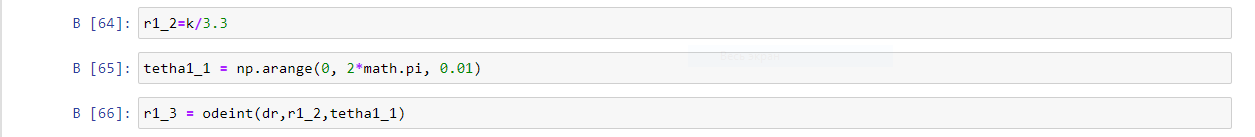 В [64]: r1_2=k/3.3
В [65]: tetha1_1 = np.arange(0, 2*math.pi, 0.01)
В [66]: r1_3 = odeint(dr,r1_2,tetha1_1)